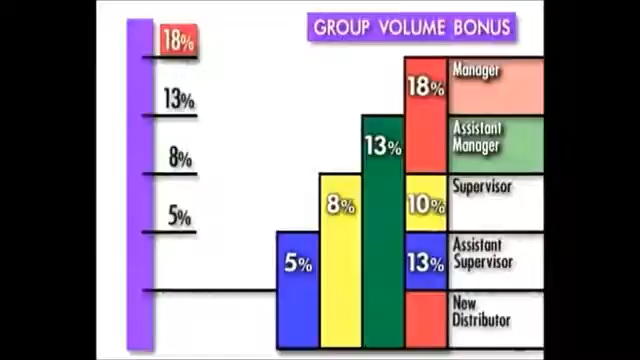 GROUP VOLUME BONUS
18%
13%
8%
5%
5%
8%
13%
18%
10%
13%
Manager
Assistant
Manager
Supervisor
Assistant
Supervisor
New
Distributor